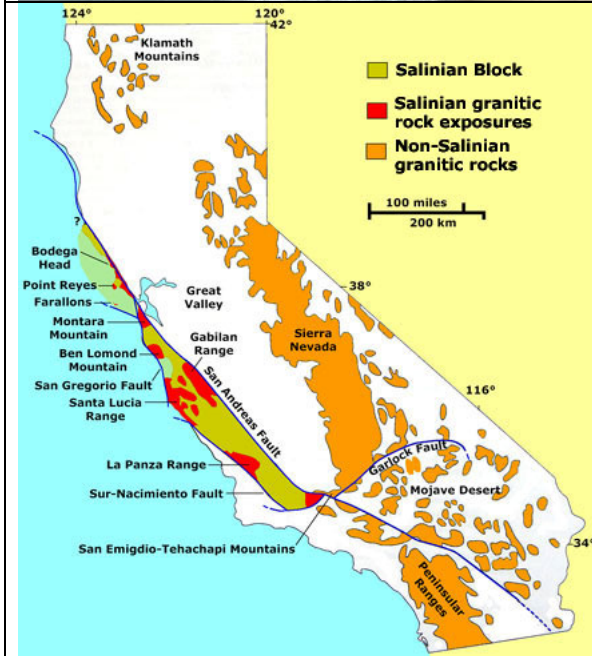 124°
120°
42°
Klamath
Mountains
Salinian Block
Salinian granitic
rock exposures
Non-Salinian
granitic rocks
100 miles
200 km
?
Bodega
Head
Point Reyes
Farallons
Montara
Mountain
Ben Lomond
Mountain
San Gregorio Fault
Santa Lucia
Range
Great
Valley
Gabilan
Range
San Andreas Fault
38°
Sierra
Nevada
116°
La Panza Range
Sur-Nacimiento Fault
San Emigdio-Tehachapi Mountains
Garlock Fault
Mojave Desert
34°
Peninsular
Ranges